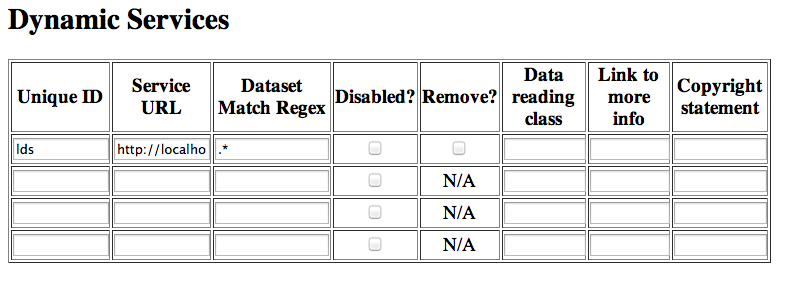 Dynamic Services
Unique ID Service URL Dataset Match Regex Disabled? Remove? Data reading class Link to more info Copyright statement
lds http://localho .*
N/A
N/A
N/A